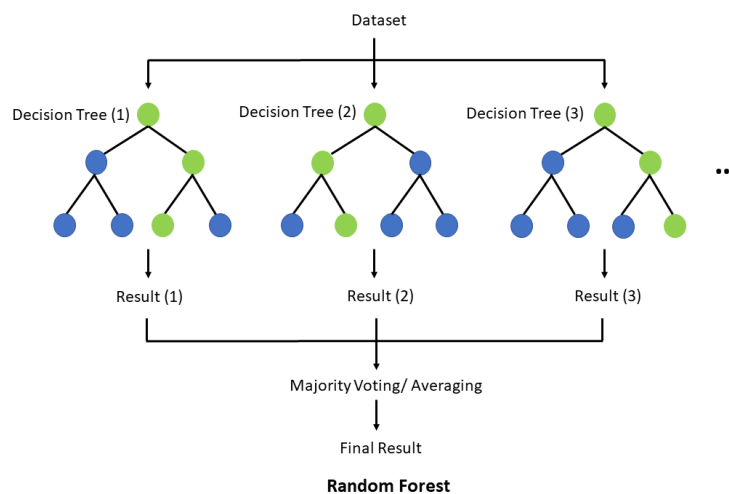 Dataset
Decision Tree (1)
Decision Tree (2)
Decision Tree (3)
..
Result (1)
Result (2)
Result (3)
Majority Voting/ Averaging
Final Result
Random Forest